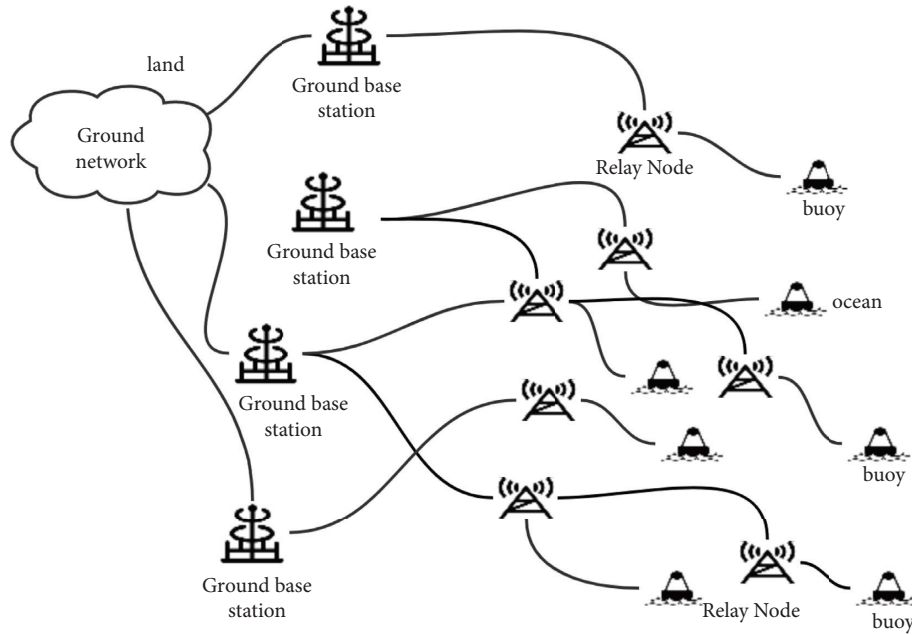 land
Ground base
station
Ground
network
Relay Node
buoy
Ground base
station
ocean
Ground base
station
buoy
Ground base
station
Relay Node
buoy